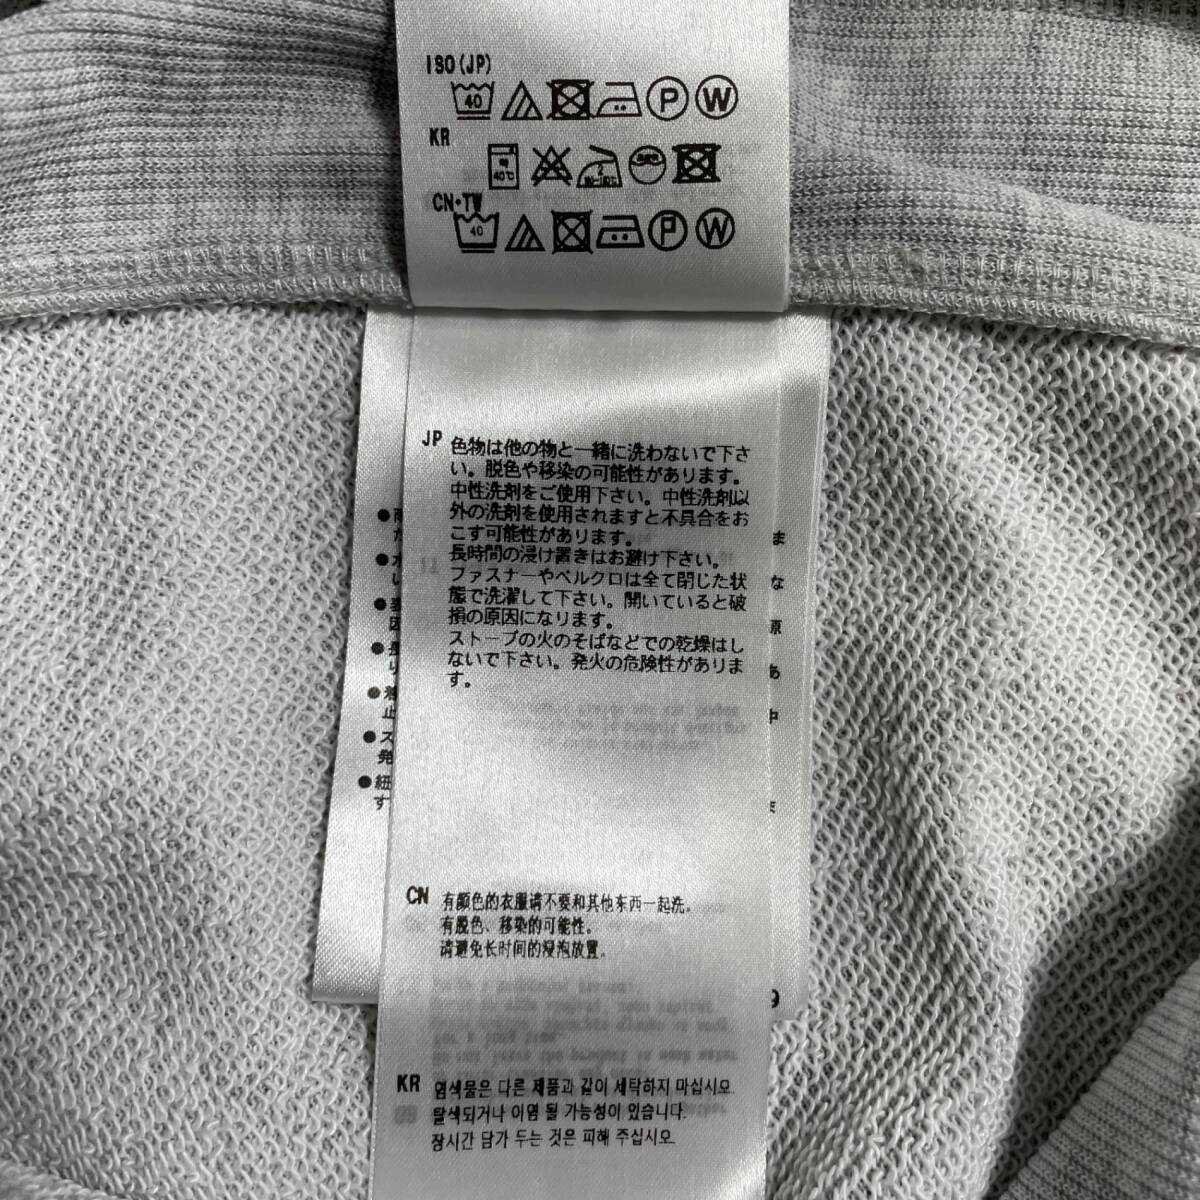 ISO(JP)
40
P W
KR
40℃
2
CN·TW
40
P W
JP 色物は他の物と一緒に洗わないで下さ
い。脱色や移染の可能性があります。
中性洗剤をご使用下さい。中性洗剤以
外の洗剤を使用されますと不具合をお
こす可能性があります。
長時間の浸け置きはお避け下さい。
ファスナーやベルクロは全て閉じた状
態で洗濯して下さい。開いていると破
損の原因になります。
ストーブの火のそばなどでの乾燥はし
ないで下さい。発火の危険性がありま
す。
CN 有颜色的衣服请不要和其他东西一起洗.
有脱色、移染的可能性.
请避免长时间的浸泡放置.
KR 염색물은 다른 제품과 같이 세탁하지 마십시오
탈색되거나 이염 될 가능성이 있습니다.
장시간 담가 두는 것은 피해 주십시오.